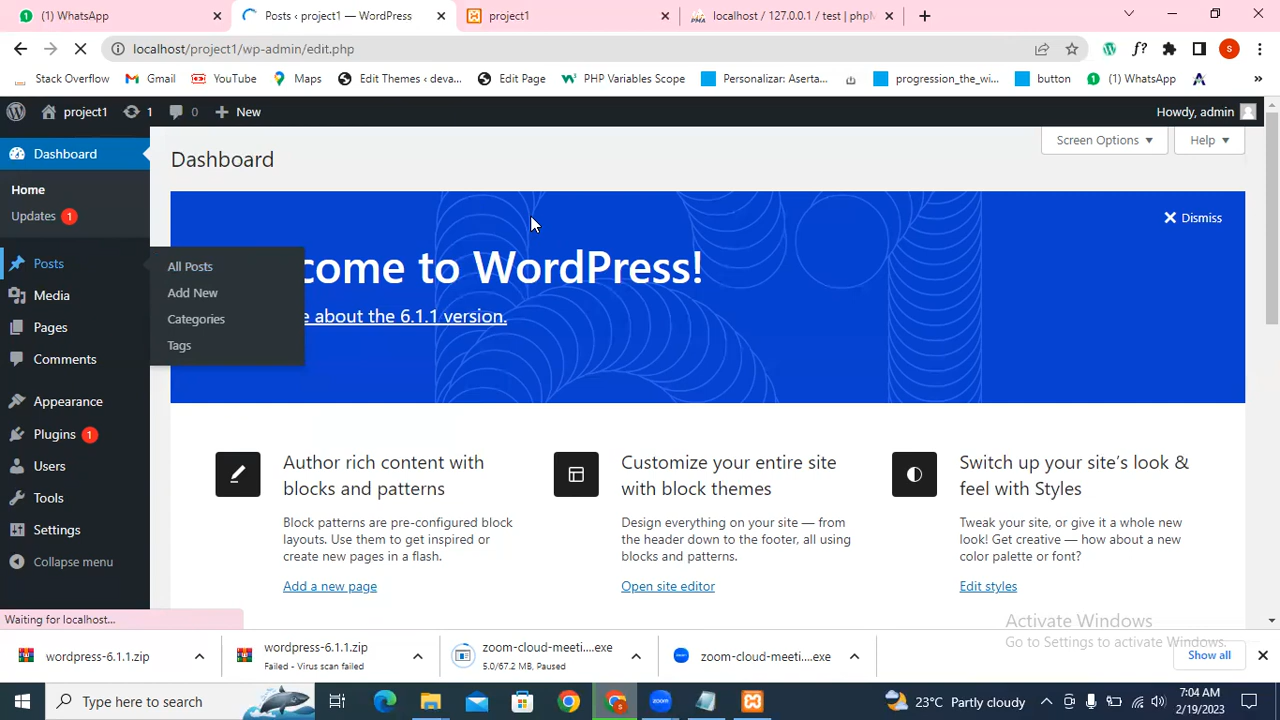 (1) WhatsApp
Posts ‹ project1 — WordPress
project1
localhost / 127.0.0.1 / test | phpM
localhost/project1/wp-admin/edit.php
f?
S
Stack Overflow
Gmail
YouTube
Maps
Edit Themes ‹ deva...
Edit Page
PHP Variables Scope
Personalizar: Aserta...
progression_the_wi...
button
(1) WhatsApp
»
project1
1
0
New
Howdy, admin
Dashboard
Home
Updates 1
Posts
Media
Pages
Comments
Appearance
Plugins 1
Users
Tools
Settings
Collapse menu
All Posts
Add New
Categories
Tags
Dashboard
Screen Options
Help
Dismiss
come to WordPress!
e about the 6.1.1 version.
Author rich content with
blocks and patterns
Block patterns are pre-configured block
layouts. Use them to get inspired or
create new pages in a flash.
Add a new page
Customize your entire site
with block themes
Design everything on your site — from
the header down to the footer, all using
blocks and patterns.
Open site editor
Switch up your site’s look &
feel with Styles
Tweak your site, or give it a whole new
look! Get creative — how about a new
color palette or font?
Edit styles
Activate Windows
Go to Settings to activate Windows.
Waiting for localhost...
wordpress-6.1.1.zip
wordpress-6.1.1.zip
Failed - Virus scan failed
zoom-cloud-meeti....exe
5.0/67.2 MB, Paused
zoom-cloud-meeti....exe
Show all
Type here to search
23°C Partly cloudy
7:04 AM
2/19/2023